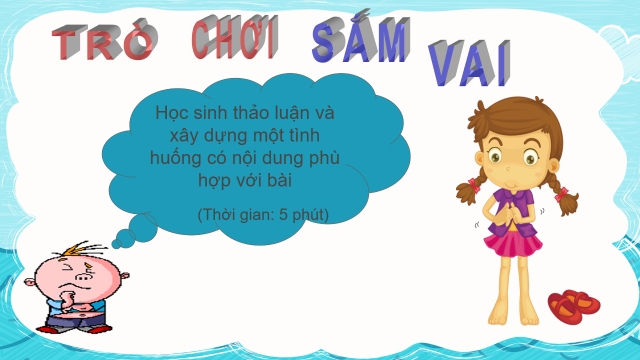 TRÒ CHƠI SẮM VAI
Học sinh thảo luận và
xây dựng một tình
huống có nội dung phù
hợp với bài
(Thời gian: 5 phút)